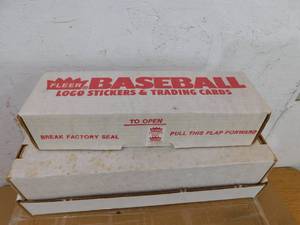 FLEER BASEBALL
LOGO STICKERS & TRADING CARDS
TO OPEN
BREAK FACTORY SEAL PULL THIS FLAP FORWARD